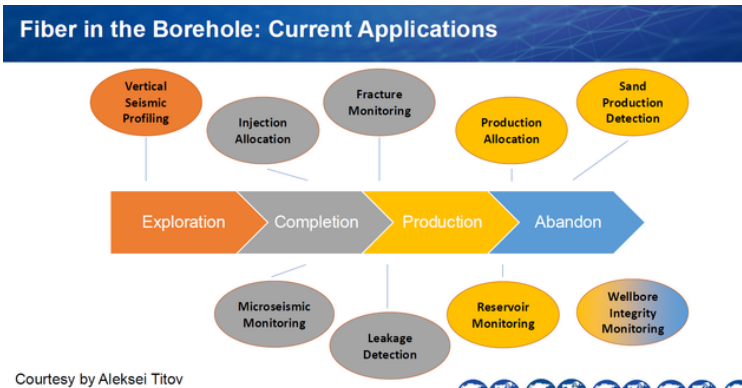 Fiber in the Borehole: Current Applications
Vertical
Seismic
Profiling
Injection
Allocation
Fracture
Monitoring
Production
Allocation
Sand
Production
Detection
Exploration
Completion
Production
Abandon
Microseismic
Monitoring
Leakage
Detection
Reservoir
Monitoring
Wellbore
Integrity
Monitoring
Courtesy by Aleksei Titov